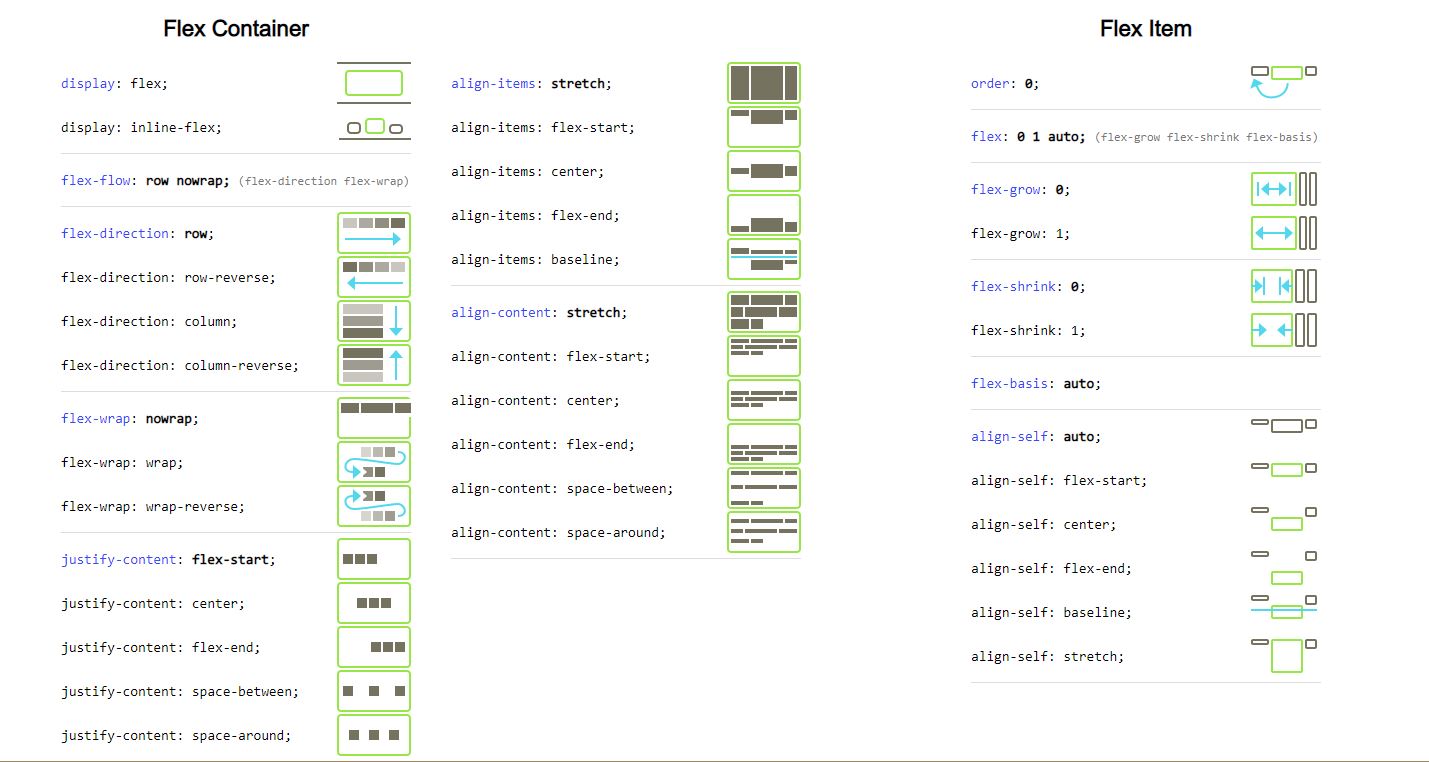 Flex Container
display: flex;
display: inline-flex;
flex-flow: row nowrap; (flex-direction flex-wrap)
flex-direction: row;
flex-direction: row-reverse;
flex-direction: column;
flex-direction: column-reverse;
flex-wrap: nowrap;
flex-wrap: wrap;
flex-wrap: wrap-reverse;
justify-content: flex-start;
justify-content: center;
justify-content: flex-end;
justify-content: space-between;
justify-content: space-around;
align-items: stretch;
align-items: flex-start;
align-items: center;
align-items: flex-end;
align-items: baseline;
align-content: stretch;
align-content: flex-start;
align-content: center;
align-content: flex-end;
align-content: space-between;
align-content: space-around;
Flex Item
order: 0;
flex: 0 1 auto; (flex-grow flex-shrink flex-basis)
flex-grow: 0;
flex-grow: 1;
flex-shrink: 0;
flex-shrink: 1;
flex-basis: auto;
align-self: auto;
align-self: flex-start;
align-self: center;
align-self: flex-end;
align-self: baseline;
align-self: stretch;